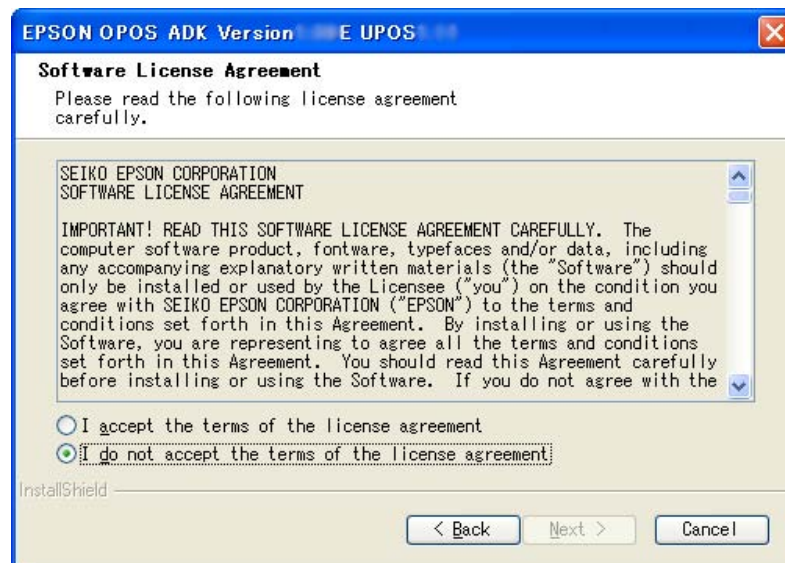 EPSON OPOS ADK Version E UPOS
Software License Agreement
Please read the following license agreement
carefully.
SEIKO EPSON CORPORATION
SOFTWARE LICENSE AGREEMENT
IMPORTANT! READ THIS SOFTWARE LICENSE AGREEMENT CAREFULLY. The
computer software product, fontware, typefaces and/or data, including
any accompanying explanatory written materials (the "Software") should
only be installed or used by the Licensee ("you") on the condition you
agree with SEIKO EPSON CORPORATION ("EPSON") to the terms and
conditions set forth in this Agreement. By installing or using the
Software, you are representing to agree all the terms and conditions
set forth in this Agreement. You should read this Agreement carefully
before installing or using the Software. If you do not agree with the
I accept the terms of the license agreement
I do not accept the terms of the license agreement
InstallShield
< Back Next > Cancel